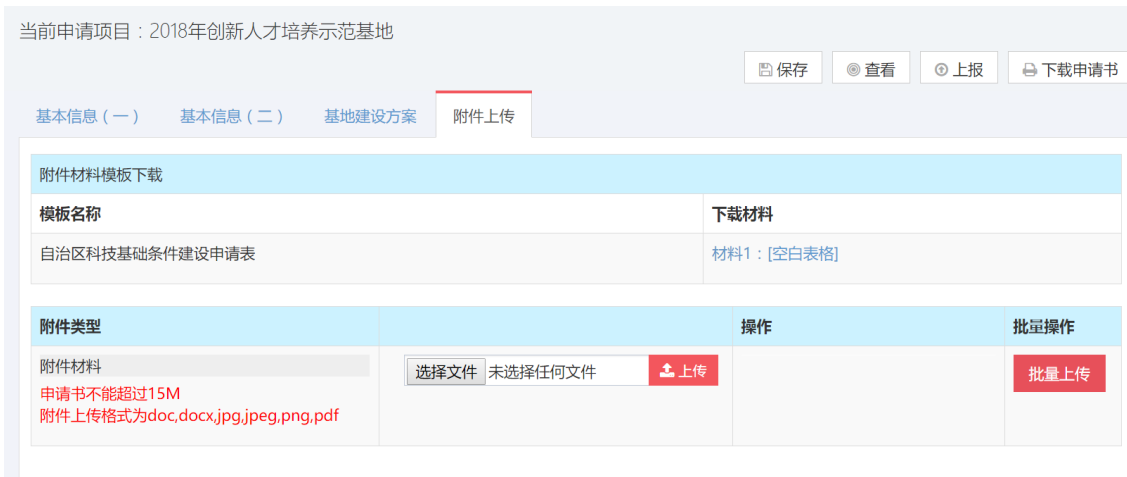 当前申请项目：2018年创新人才培养示范基地
保存 查看 上报 下载申请书
基本信息（一） 基本信息（二） 基地建设方案 附件上传
附件材料模板下载
模板名称 下载材料
自治区科技基础条件建设申请表 材料1：[空白表格]
附件类型 操作 批量操作
附件材料 选择文件 未选择任何文件 上传 批量上传
申请书不能超过15M
附件上传格式为doc,docx,jpg,jpeg,png,pdf